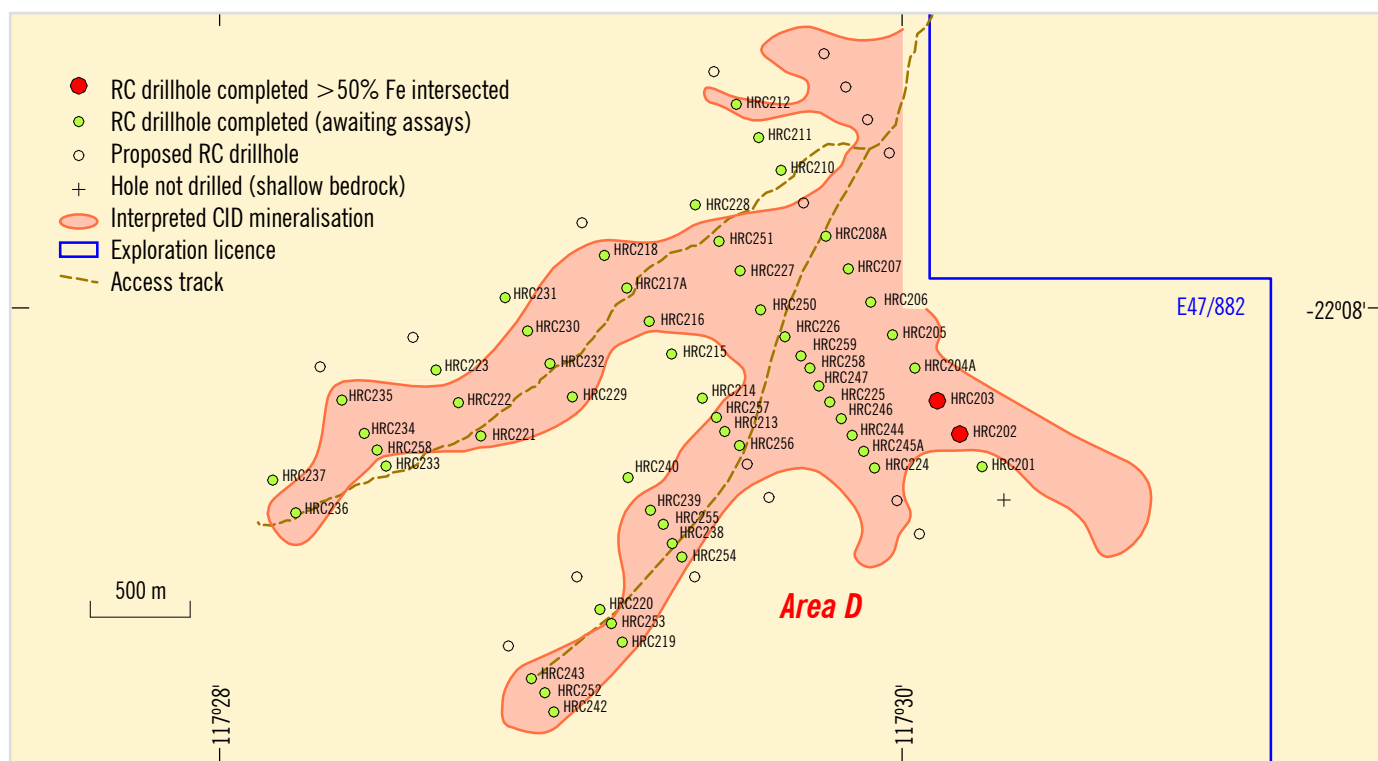 RC drillhole completed >50% Fe intersected
RC drillhole completed (awaiting assays)
Proposed RC drillhole
Hole not drilled (shallow bedrock)
Interpreted CID mineralisation
Exploration licence
Access track
HRC212
HRC211
HRC210
HRC228
HRC208A
HRC251
HRC218
HRC207
HRC227
HRC217A
HRC231
HRC206
E47/882
-22º08'
HRC250
HRC216
HRC230
HRC226
HRC205
HRC215
HRC259
HRC232
HRC258
HRC204A
HRC223
HRC247
HRC214
HRC229
HRC235
HRC222
HRC225
HRC203
HRC257
HRC246
HRC213
HRC234
HRC221
HRC244
HRC202
HRC256
HRC258
HRC245A
HRC233
HRC224
HRC201
HRC240
HRC237
HRC236
HRC239
HRC255
HRC238
HRC254
500 m
Area D
HRC220
HRC253
HRC219
HRC243
HRC252
HRC242
117º28'
117º30'